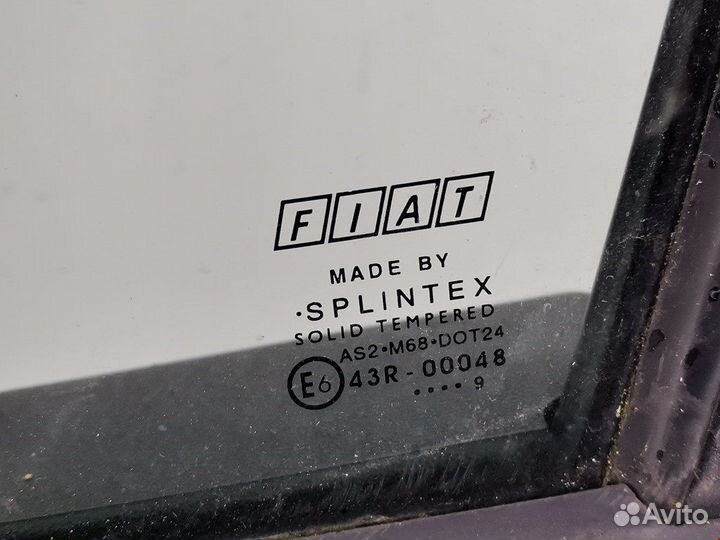 FIAT
MADE BY
·SPLINTEX
SOLID TEMPERED
AS2·M68·DOT24
E6 43R-00048
····9
Avito